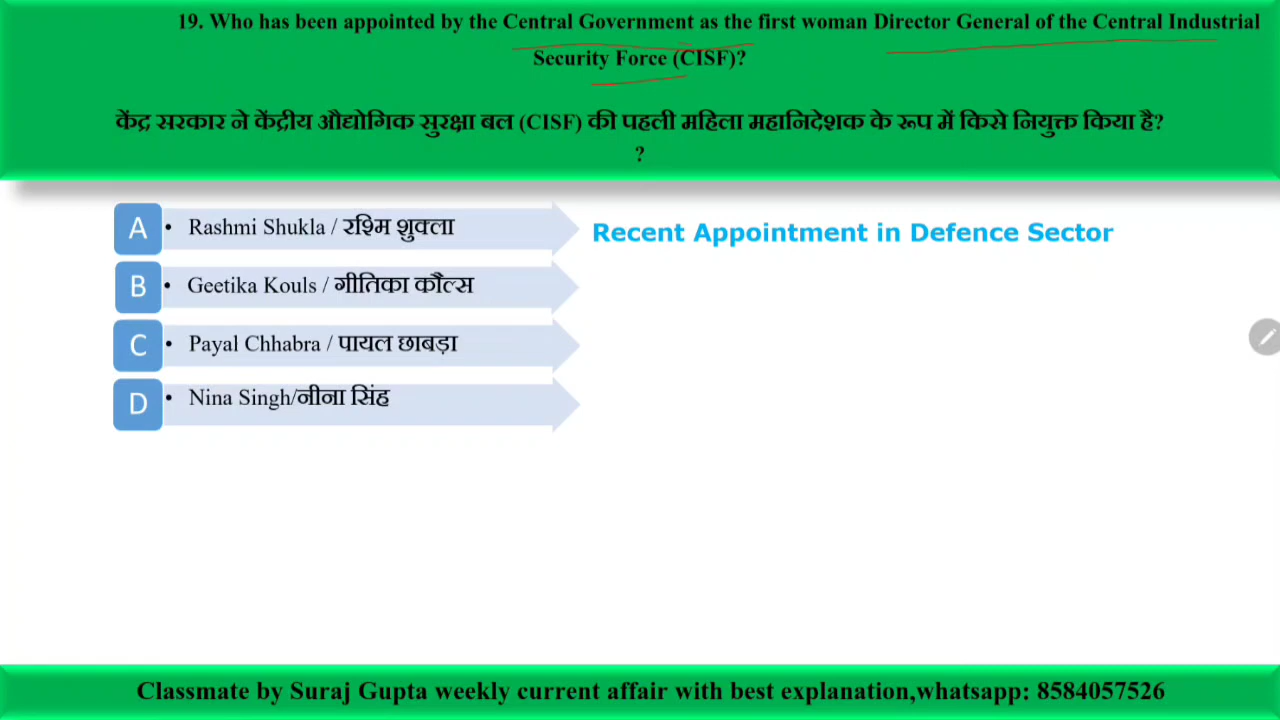 19. Who has been appointed by the Central Government as the first woman Director General of the Central Industrial
Security Force (CISF)?
केंद्र सरकार ने केंद्रीय औद्योगिक सुरक्षा बल (CISF) की पहली महिला महानिदेशक के रूप में किसे नियुक्त किया है?
?
A • Rashmi Shukla / रश्मि शुक्ला
Recent Appointment in Defence Sector
B • Geetika Kouls / गीतिका कौल्स
C • Payal Chhabra / पायल छाबड़ा
D • Nina Singh/नीना सिंह
Classmate by Suraj Gupta weekly current affair with best explanation,whatsapp: 8584057526